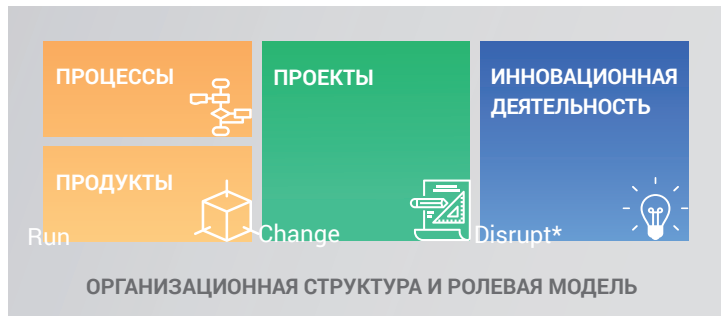 ПРОЦЕССЫ
ПРОДУКТЫ
Run
ПРОЕКТЫ
Change
ИННОВАЦИОННАЯ
ДЕЯТЕЛЬНОСТЬ
Disrupt*
ОРГАНИЗАЦИОННАЯ СТРУКТУРА И РОЛЕВАЯ МОДЕЛЬ